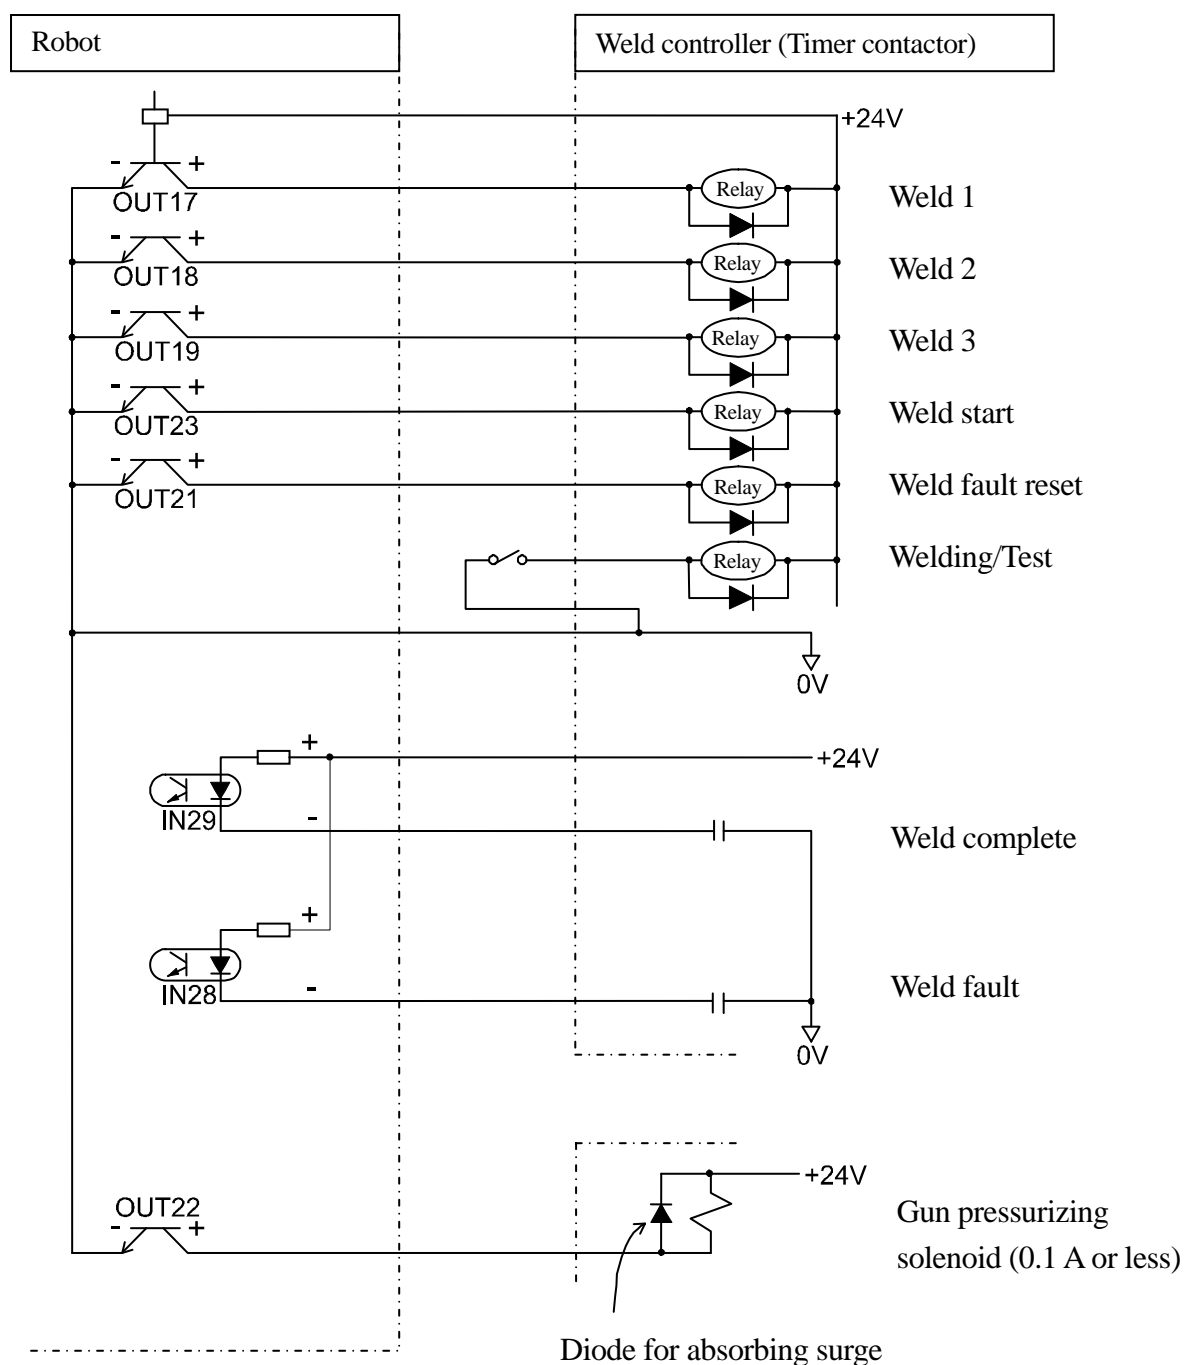 Robot
Weld controller (Timer contactor)
+24V
- +
OUT17
Relay
Weld 1
- +
OUT18
Relay
Weld 2
- +
OUT19
Relay
Weld 3
- +
OUT23
Relay
Weld start
- +
OUT21
Relay
Weld fault reset
Relay
Welding/Test
0V
+
+24V
IN29
-
Weld complete
+
IN28
-
Weld fault
0V
+24V
OUT22
- +
Gun pressurizing
solenoid (0.1 A or less)
Diode for absorbing surge